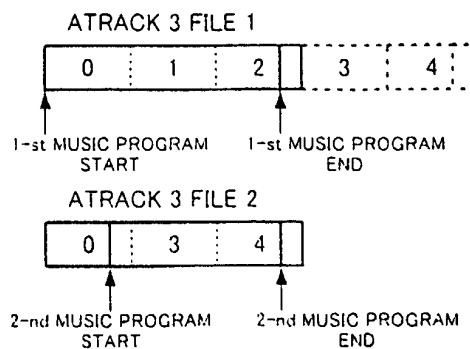 ATRACK 3 FILE 1
0 1 2 3 4
1-st MUSIC PROGRAM START
1-st MUSIC PROGRAM END
ATRACK 3 FILE 2
0 3 4
2-nd MUSIC PROGRAM START
2-nd MUSIC PROGRAM END